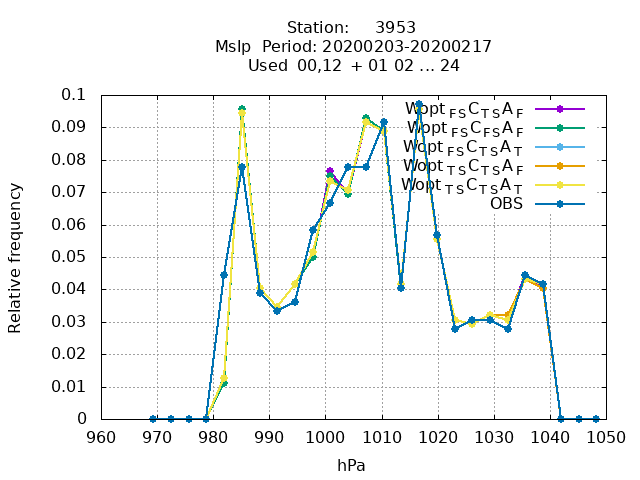 Station: 3953
Mslp Period: 20200203-20200217
Used 00,12 + 01 02 ... 24
0.1
0.09
0.08
0.07
0.06
0.05
0.04
0.03
0.02
0.01
0
Relative frequency
Wopt FS C TS A F
Wopt FS C FS A F
Wopt FS C TS A T
Wopt TS C TS A F
Wopt TS C TS A T
OBS
960 970 980 990 1000 1010 1020 1030 1040 1050
hPa